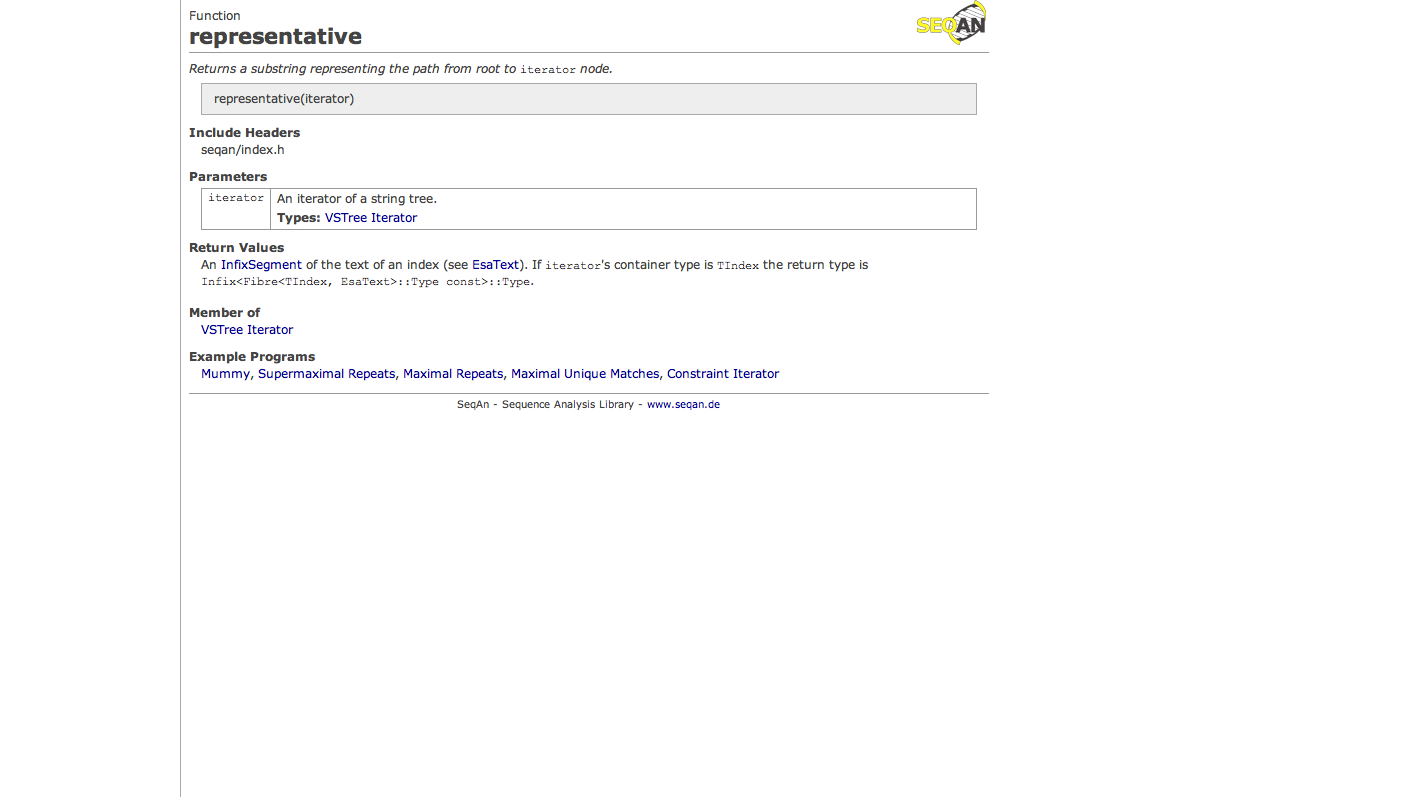 Function
SEQAN
representative
Returns a substring representing the path from root to iterator node.
representative(iterator)
Include Headers
seqan/index.h
Parameters
iterator An iterator of a string tree.
Types: VSTree Iterator
Return Values
An InfixSegment of the text of an index (see EsaText). If iterator's container type is TIndex the return type is
Infix<Fibre<TIndex, EsaText>::Type const>::Type.
Member of
VSTree Iterator
Example Programs
Mummy, Supermaximal Repeats, Maximal Repeats, Maximal Unique Matches, Constraint Iterator
SeqAn - Sequence Analysis Library - www.seqan.de